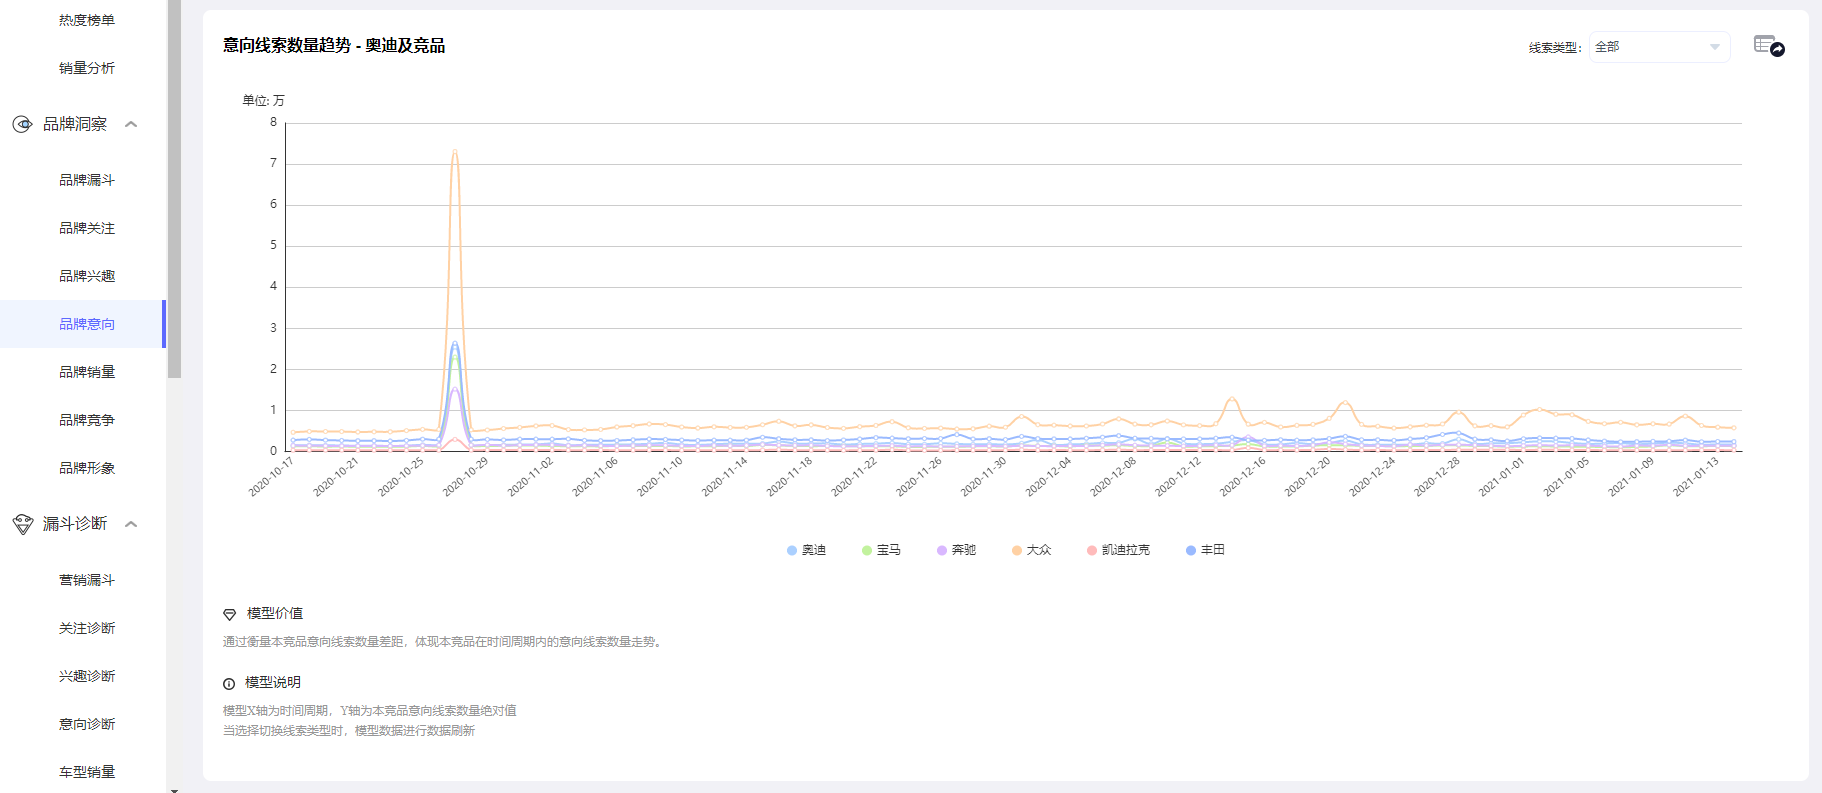 热度榜单
销量分析
品牌洞察
品牌漏斗
品牌关注
品牌兴趣
品牌意向
品牌销量
品牌竞争
品牌形象
漏斗诊断
营销漏斗
关注诊断
兴趣诊断
意向诊断
车型销量
意向线索数量趋势 - 奥迪及竞品
线索类型: 全部
单位: 万
8
7
6
5
4
3
2
1
0
2020-10-17 2020-10-21 2020-10-25 2020-10-29 2020-11-02 2020-11-06 2020-11-10 2020-11-14 2020-11-18 2020-11-22 2020-11-26 2020-11-30 2020-12-04 2020-12-08 2020-12-12 2020-12-16 2020-12-20 2020-12-24 2020-12-28 2021-01-01 2021-01-05 2021-01-09 2021-01-13
奥迪 宝马 奔驰 大众 凯迪拉克 丰田
模型价值
通过衡量本竞品意向线索数量差距，体现本竞品在时间周期内的意向线索数量走势。
模型说明
模型X轴为时间周期，Y轴为本竞品意向线索数量绝对值
当选择切换线索类型时，模型数据进行数据刷新